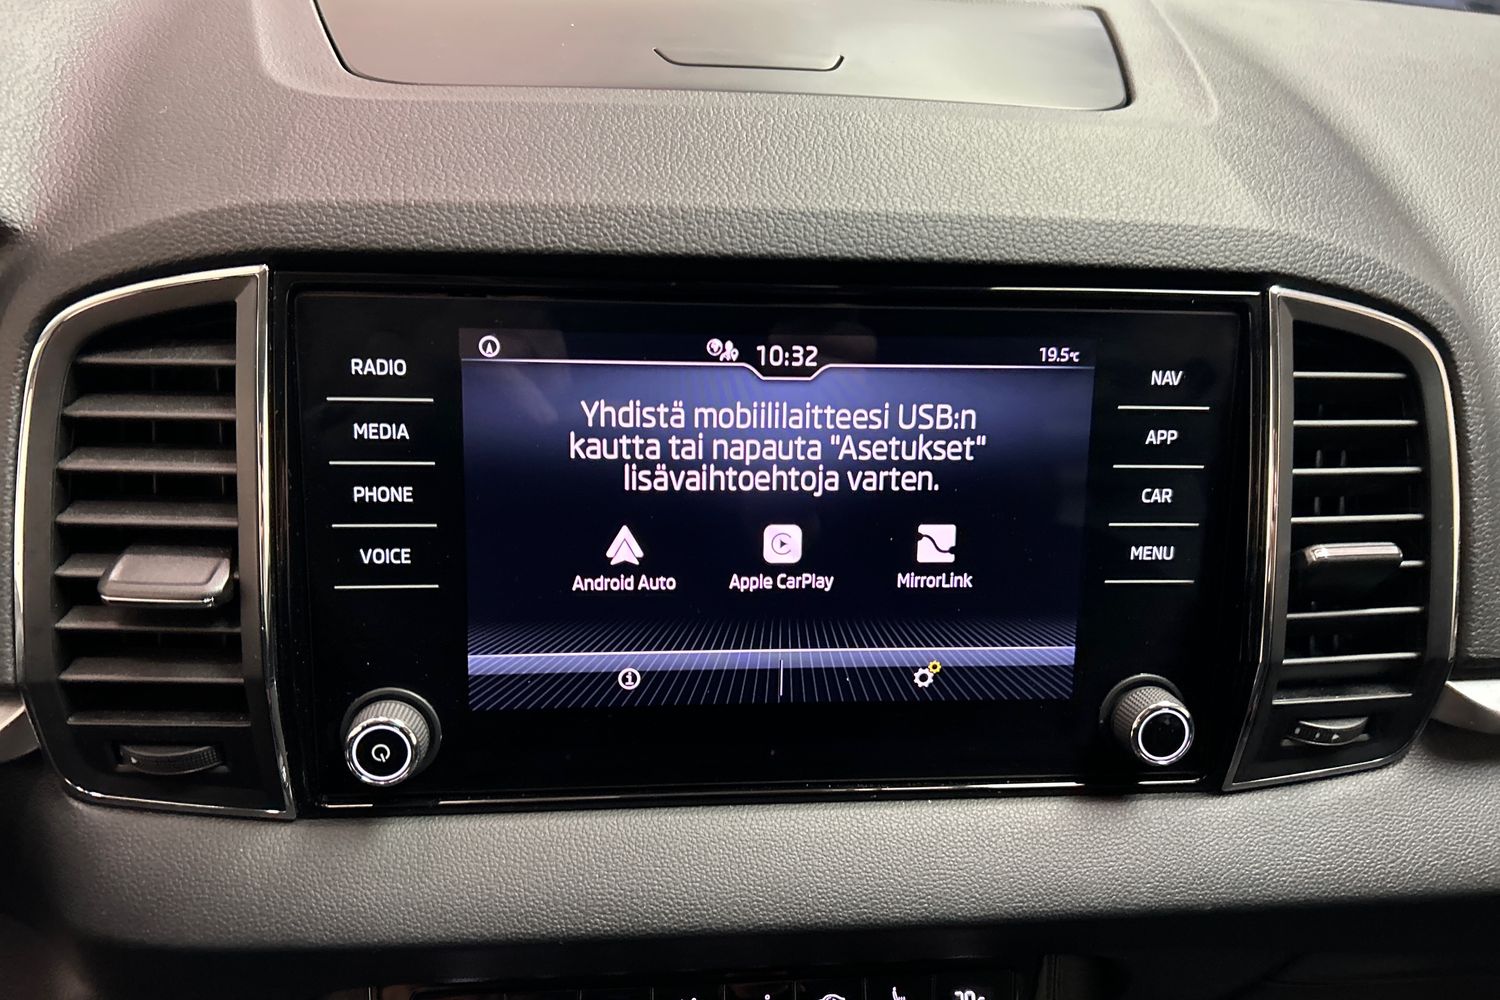 10:32
19.5°C
RADIO
MEDIA
PHONE
VOICE
Yhdistä mobiililaitteesi USB:n
kautta tai napauta "Asetukset"
lisävaihtoehtoja varten.
Android Auto
Apple CarPlay
MirrorLink
NAV
APP
CAR
MENU